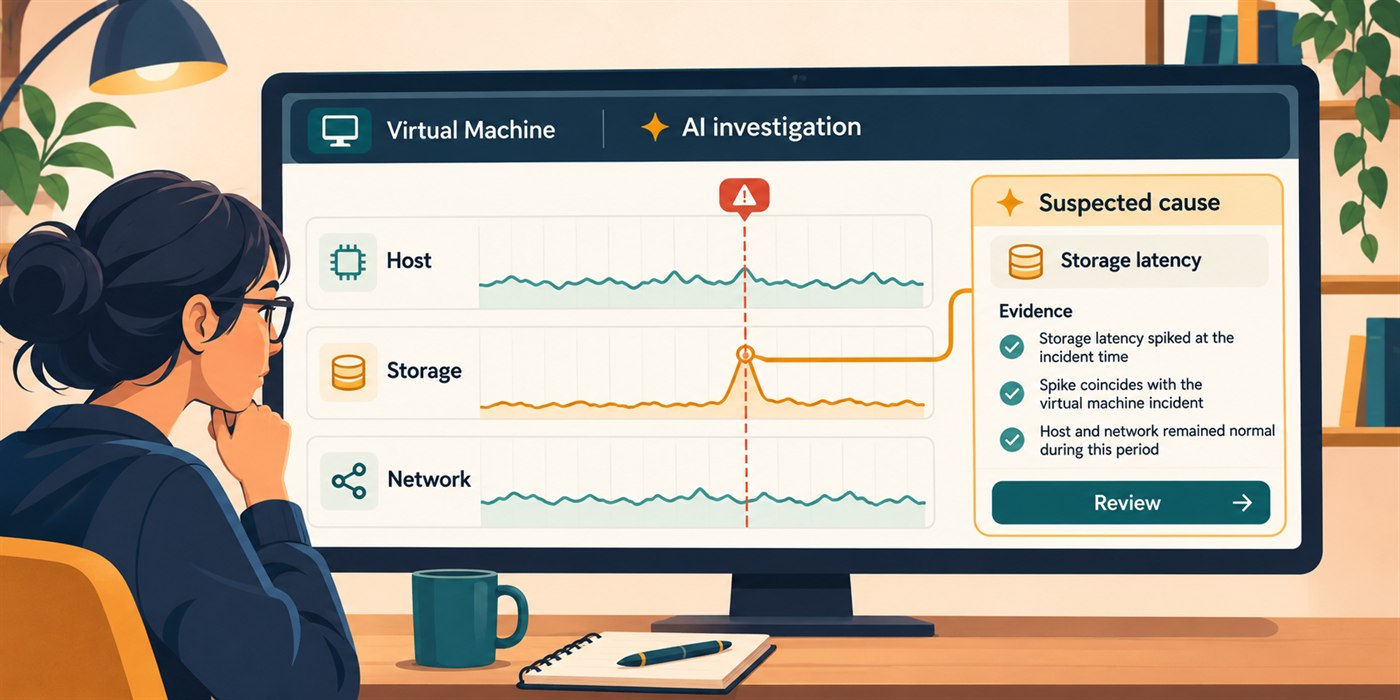 Virtual Machine
AI investigation
Host
Storage
Network
Suspected cause
Storage latency
Evidence
Storage latency spiked at the
incident time
Spike coincides with the
virtual machine incident
Host and network remained normal
during this period
Review